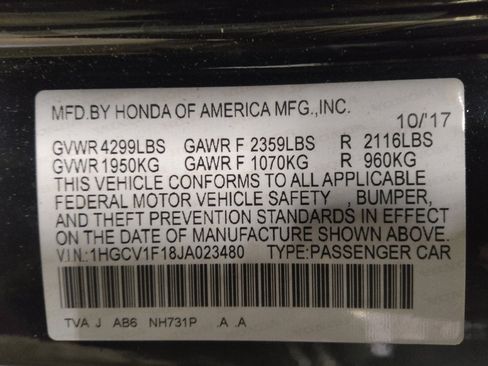 MFD.BY HONDA OF AMERICA MFG.,INC.
10/'17
GVWR 4299LBS GAWR F 2359LBS R 2116LBS
GVWR 1950KG GAWR F 1070KG R 960KG
THIS VEHICLE CONFORMS TO ALL APPLICABLE
FEDERAL MOTOR VEHICLE SAFETY , BUMPER,
AND THEFT PREVENTION STANDARDS IN EFFECT
ON THE DATE OF MANUFACTURE SHOWN ABOVE.
V.I.N.:1HGCV1F18JA023480 TYPE:PASSENGER CAR
TVA J AB6 NH731P .A .A